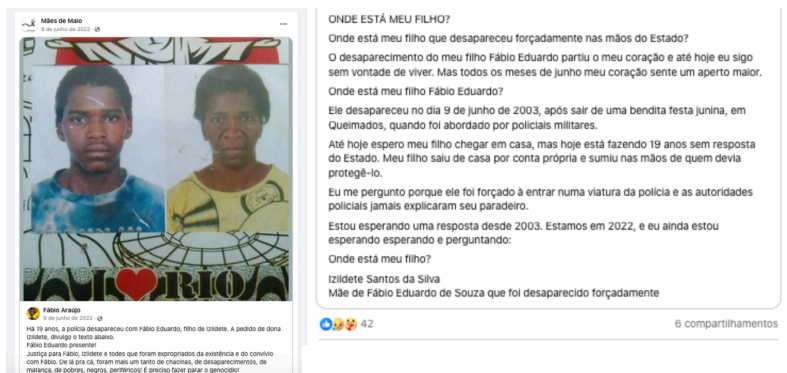 Mães de Maio
9 de junho de 2022 ·
I RIO
Fábio Araújo
9 de junho de 2022 ·
Há 19 anos, a polícia desapareceu com Fábio Eduardo, filho de Izildete. A pedido de dona
Izildete, divulgo o texto abaixo.
Fábio Eduardo presente!
Justiça para Fábio, Izildete e todes que foram expropriados da existência e do convívio
com Fábio. De lá pra cá, foram mais um tanto de chacinas, de desaparecimentos, de
matança, de pobres, negros, periféricos! É preciso fazer parar o genocídio!
ONDE ESTÁ MEU FILHO?
Onde está meu filho que desapareceu forçadamente nas mãos do Estado?
O desaparecimento do meu filho Fábio Eduardo partiu o meu coração e até hoje eu sigo
sem vontade de viver. Mas todos os meses de junho meu coração sente um aperto maior.
Onde está meu filho Fábio Eduardo?
Ele desapareceu no dia 9 de junho de 2003, após sair de uma bendita festa junina, em
Queimados, quando foi abordado por policiais militares.
Até hoje espero meu filho chegar em casa, mas hoje está fazendo 19 anos sem resposta
do Estado. Meu filho saiu de casa por conta própria e sumiu nas mãos de quem devia
protegê-lo.
Eu me pergunto porque ele foi forçado à entrar numa viatura da polícia e as autoridades
policiais jamais explicaram seu paradeiro.
Estou esperando uma resposta desde 2003. Estamos em 2022, e eu ainda estou
esperando esperando e perguntando:
Onde está meu filho?
Izildete Santos da Silva
Mãe de Fábio Eduardo de Souza que foi desaparecido forçadamente
42
6 compartilhamentos